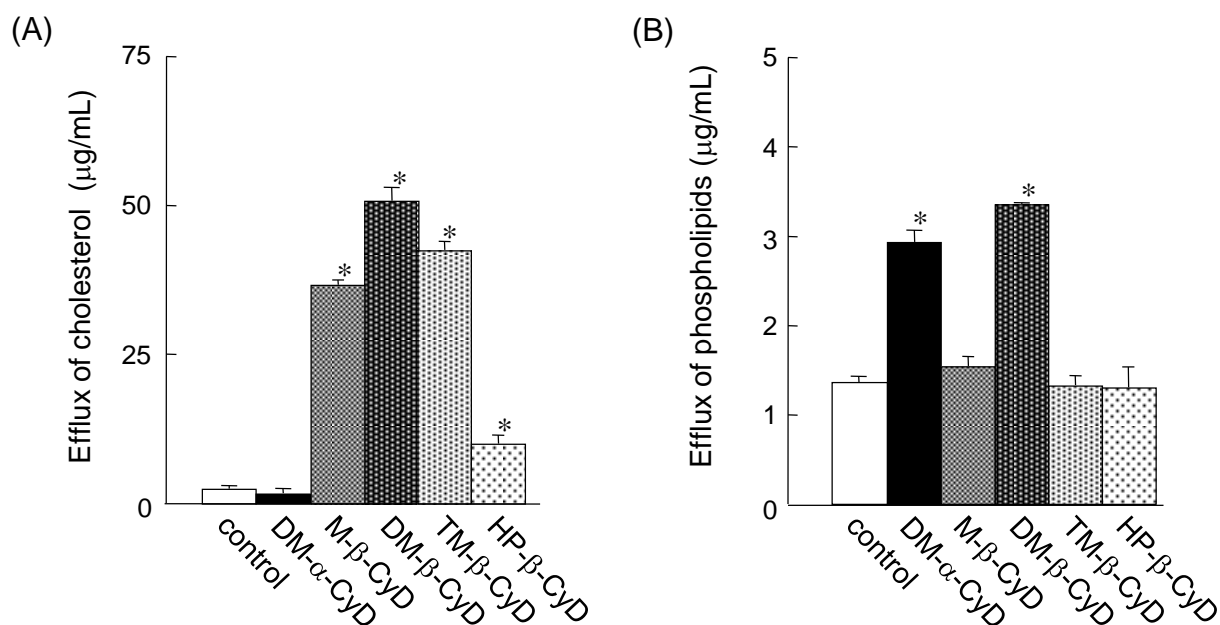 (A)
Efflux of cholesterol (μg/mL)
75
50
25
0
*
*
*
*
control
DM-α-CyD
M-β-CyD
DM-β-CyD
TM-β-CyD
HP-β-CyD
(B)
Efflux of phospholipids (μg/mL)
5
4
3
2
1
0
*
*
control
DM-α-CyD
M-β-CyD
DM-β-CyD
TM-β-CyD
HP-β-CyD